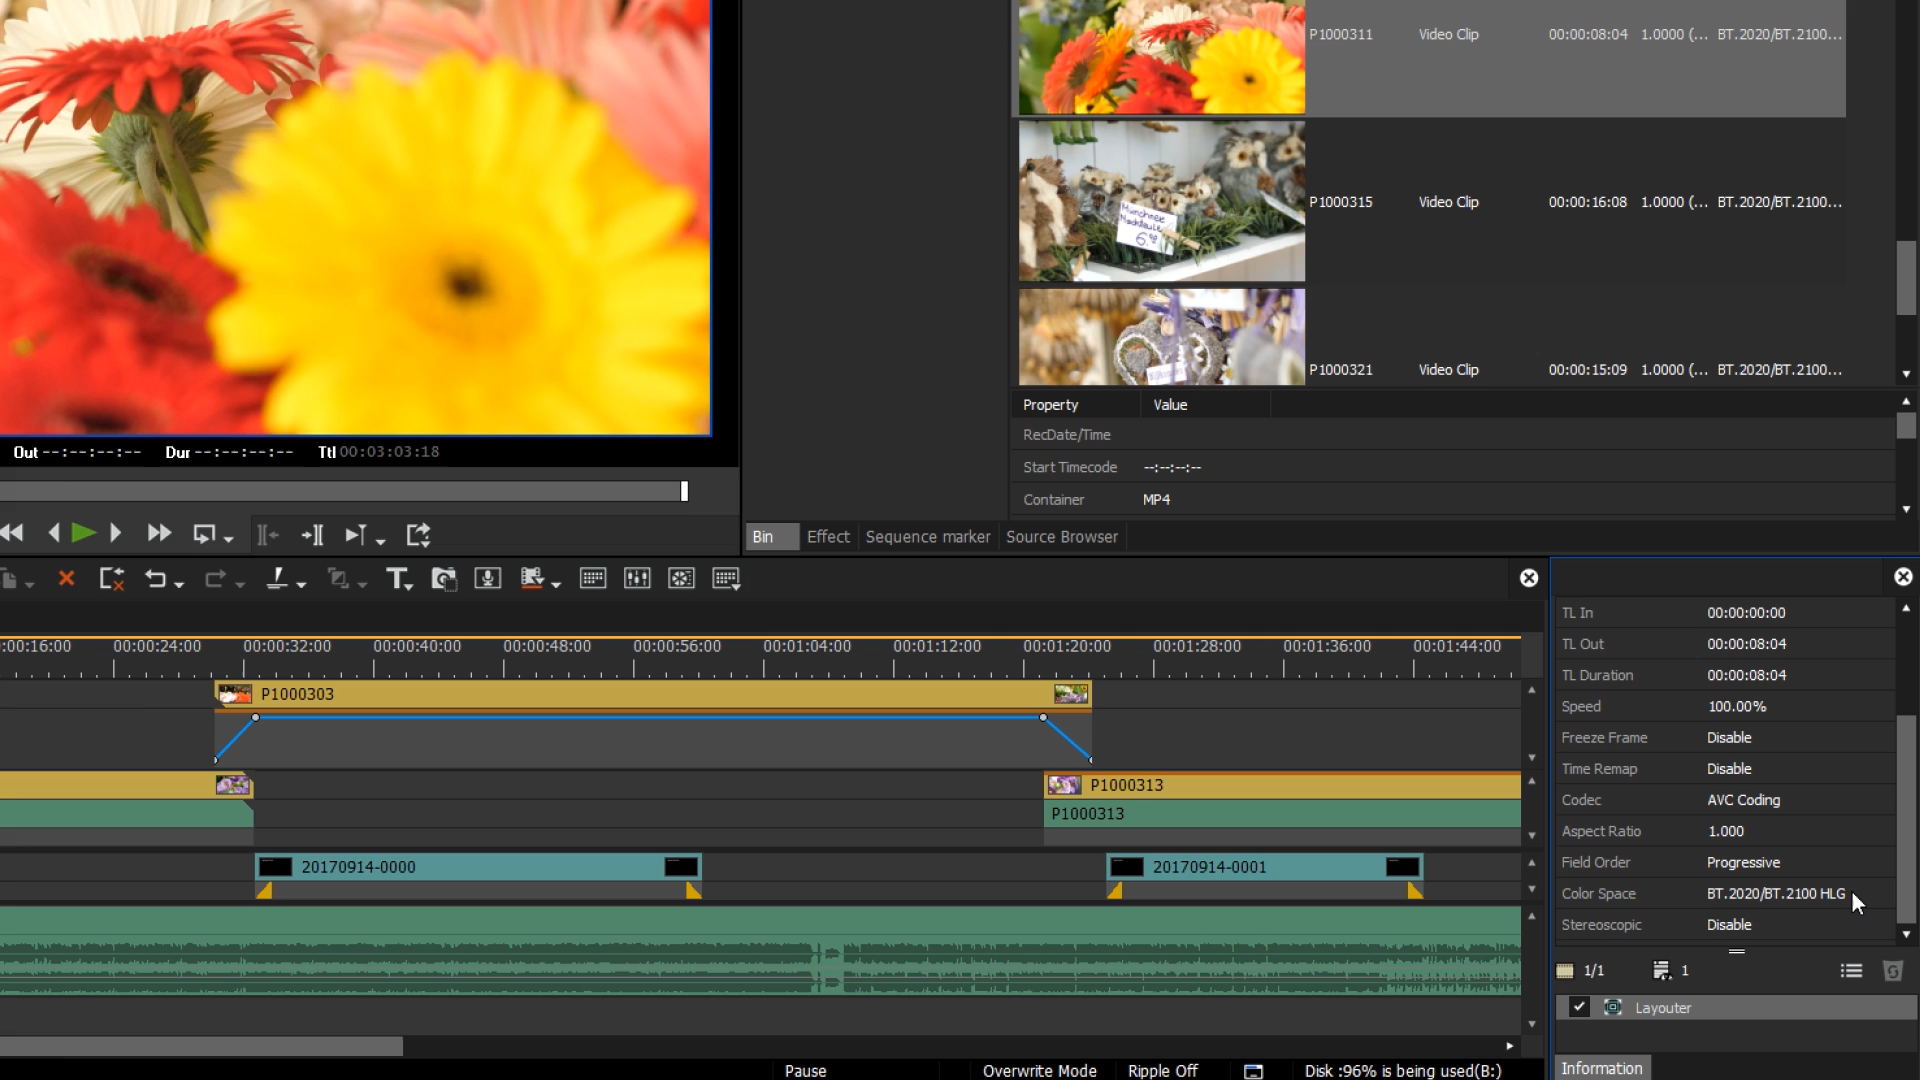 P1000311 Video Clip 00:00:08:04 1.0000 (... BT.2020/BT.2100...
P1000315 Video Clip 00:00:16:08 1.0000 (... BT.2020/BT.2100...
Münchner
6,90
P1000321 Video Clip 00:00:15:09 1.0000 (... BT.2020/BT.2100...
Property Value
RecDate/Time
Start Timecode --:--:--:--
Container MP4
Out --:--:--:-- Dur --:--:--:-- Ttl 00:03:03:18
Bin Effect Sequence marker Source Browser
:00:16:00 00:00:24:00 00:00:32:00 00:00:40:00 00:00:48:00 00:00:56:00 00:01:04:00 00:01:12:00 00:01:20:00 00:01:28:00 00:01:36:00 00:01:44:00
P1000303
P1000313
P1000313
20170914-0000 20170914-0001
TL In 00:00:00:00
TL Out 00:00:08:04
TL Duration 00:00:08:04
Speed 100.00%
Freeze Frame Disable
Time Remap Disable
Codec AVC Coding
Aspect Ratio 1.000
Field Order Progressive
Color Space BT.2020/BT.2100 HLG
Stereoscopic Disable
1/1 1
Layouter
Information
Pause Overwrite Mode Ripple Off Disk :96% is being used(B:)